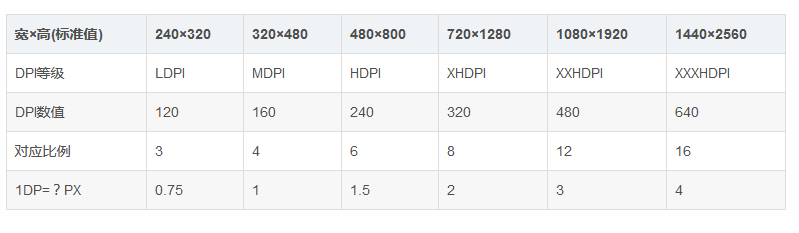 宽×高(标准值) 240×320 320×480 480×800 720×1280 1080×1920 1440×2560
DPI等级 LDPI MDPI HDPI XHDPI XXHDPI XXXHDPI
DPI数值 120 160 240 320 480 640
对应比例 3 4 6 8 12 16
1DP=？PX 0.75 1 1.5 2 3 4